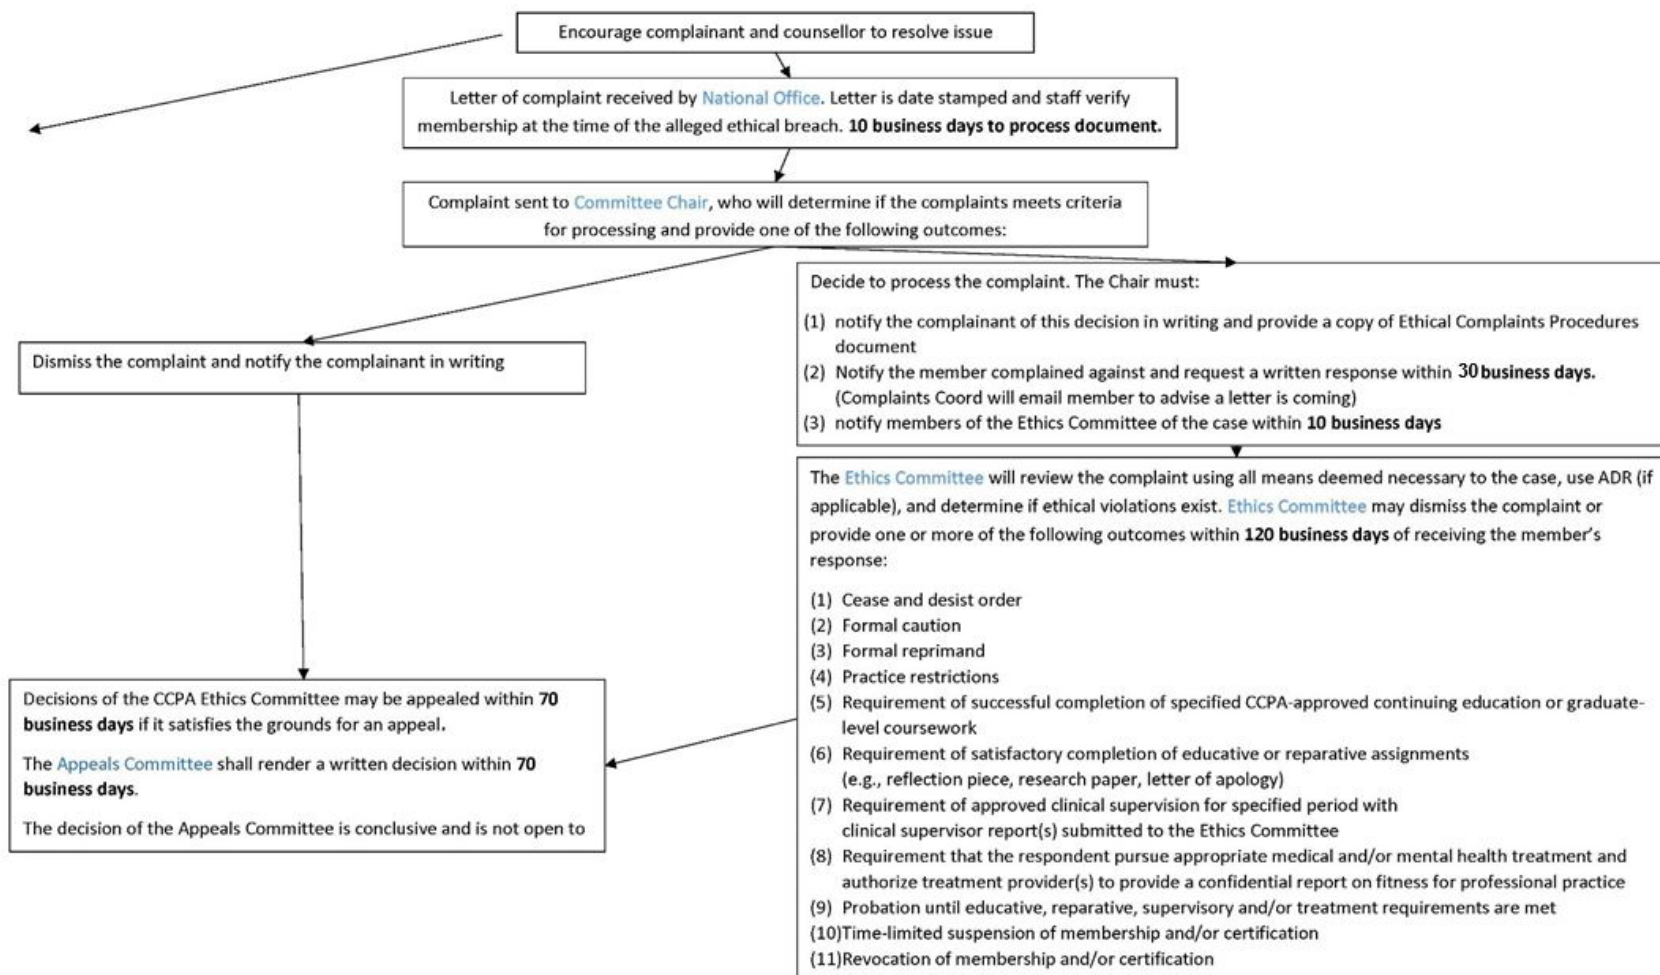 Encourage complainant and counsellor to resolve issue
Letter of complaint received by National Office. Letter is date stamped and staff verify
membership at the time of the alleged ethical breach. 10 business days to process document.
Complaint sent to Committee Chair, who will determine if the complaints meets criteria
for processing and provide one of the following outcomes:
Dismiss the complaint and notify the complainant in writing
Decide to process the complaint. The Chair must:
(1) notify the complainant of this decision in writing and provide a copy of Ethical Complaints Procedures
document
(2) Notify the member complained against and request a written response within 30 business days.
(Complaints Coord will email member to advise a letter is coming)
(3) notify members of the Ethics Committee of the case within 10 business days
The Ethics Committee will review the complaint using all means deemed necessary to the case, use ADR (if
applicable), and determine if ethical violations exist. Ethics Committee may dismiss the complaint or
provide one or more of the following outcomes within 120 business days of receiving the member's
response:
(1) Cease and desist order
(2) Formal caution
(3) Formal reprimand
(4) Practice restrictions
(5) Requirement of successful completion of specified CCPA-approved continuing education or graduate-
level coursework
(6) Requirement of satisfactory completion of educative or reparative assignments
(e.g., reflection piece, research paper, letter of apology)
(7) Requirement of approved clinical supervision for specified period with
clinical supervisor report(s) submitted to the Ethics Committee
(8) Requirement that the respondent pursue appropriate medical and/or mental health treatment and
authorize treatment provider(s) to provide a confidential report on fitness for professional practice
(9) Probation until educative, reparative, supervisory and/or treatment requirements are met
(10)Time-limited suspension of membership and/or certification
(11)Revocation of membership and/or certification
Decisions of the CCPA Ethics Committee may be appealed within 70
business days if it satisfies the grounds for an appeal.
The Appeals Committee shall render a written decision within 70
business days.
The decision of the Appeals Committee is conclusive and is not open to